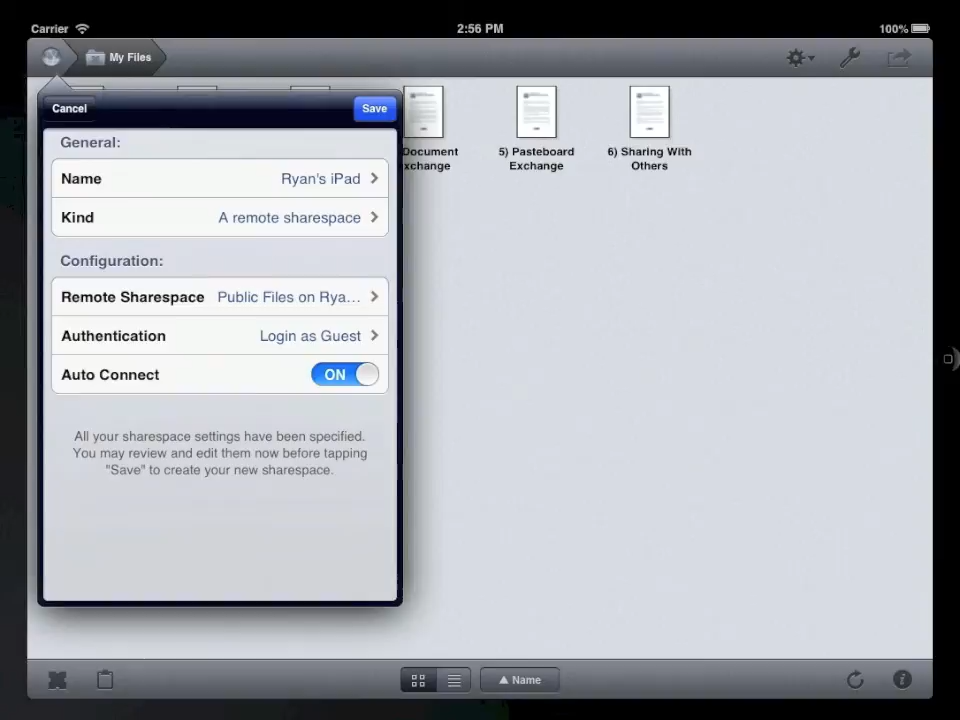 Carrier
2:56 PM
100%
My Files
Cancel
Save
General:
Name
Ryan's iPad
Kind
A remote sharespace
Configuration:
Remote Sharespace
Public Files on Rya...
Authentication
Login as Guest
Auto Connect
ON
All your sharespace settings have been specified.
You may review and edit them now before tapping
"Save" to create your new sharespace.
Document
xchange
5) Pasteboard
Exchange
6) Sharing With
Others
▲ Name